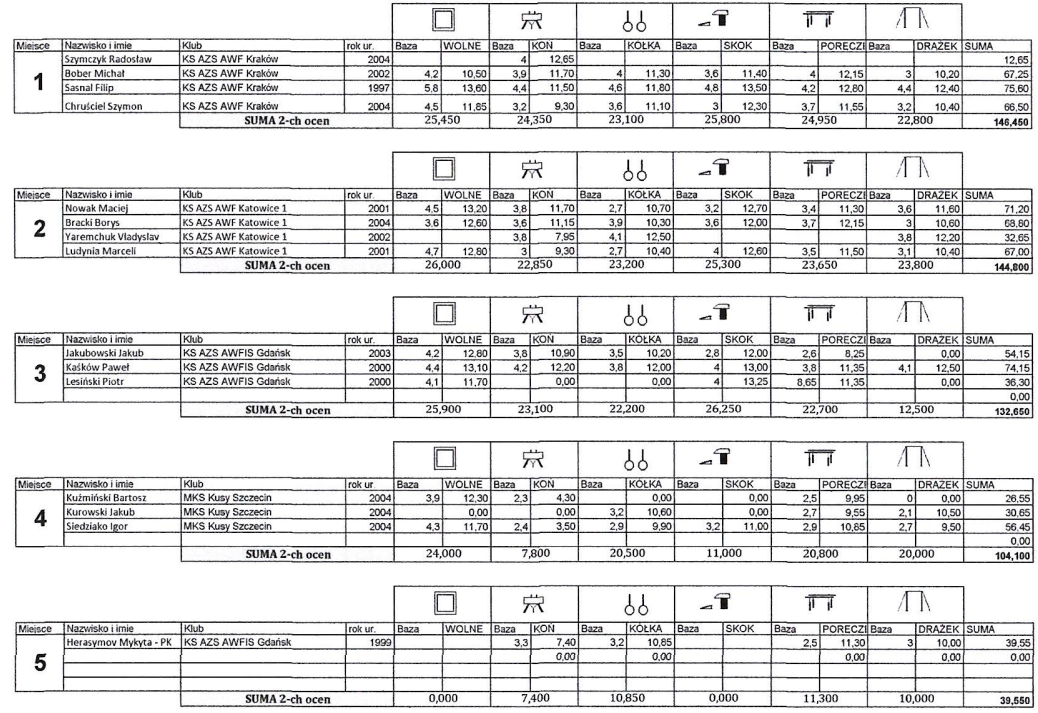 Miejsce Nazwisko i imie Klub rok ur. Baza WOLNE Baza KOŃ Baza KÓŁKA Baza SKOK Baza PORECZI Baza DRAŻEK SUMA
1
Szymczyk Radosław KS AZS AWF Kraków 2004 4 12,65 12,65
Bober Michał KS AZS AWF Kraków 2002 4,2 10,50 3,9 11,70 4 11,30 3,6 11,40 4 12,15 3 10,20 67,25
Sasnal Filip KS AZS AWF Kraków 1997 5,8 13,60 4,4 11,50 4,6 11,80 4,8 13,50 4,2 12,80 4,4 12,40 75,60
Chruściel Szymon KS AZS AWF Kraków 2004 4,5 11,85 3,2 9,30 3,6 11,10 3 12,30 3,7 11,55 3,2 10,40 66,50
SUMA 2-ch ocen 25,450 24,350 23,100 25,800 24,950 22,800 146,450
Miejsce Nazwisko i imie Klub rok ur. Baza WOLNE Baza KOŃ Baza KÓŁKA Baza SKOK Baza PORECZI Baza DRAŻEK SUMA
2
Nowak Maciej KS AZS AWF Katowice 1 2001 4,5 13,20 3,8 11,70 2,7 10,70 3,2 12,70 3,4 11,30 3,6 11,60 71,20
Bracki Borys KS AZS AWF Katowice 1 2004 3,6 12,60 3,6 11,15 3,9 10,30 3,6 12,00 3,7 12,15 3 10,60 68,80
Yaremchuk Vladyslav KS AZS AWF Katowice 1 2002 3,8 7,95 4,1 12,50 3,8 12,20 32,65
Ludynia Marceli KS AZS AWF Katowice 1 2001 4,7 12,80 3 9,30 2,7 10,40 4 12,60 3,5 11,50 3,1 10,40 67,00
SUMA 2-ch ocen 26,000 22,850 23,200 25,300 23,650 23,800 144,800
Miejsce Nazwisko i imie Klub rok ur. Baza WOLNE Baza KOŃ Baza KÓŁKA Baza SKOK Baza PORECZI Baza DRAŻEK SUMA
3
Jakubowski Jakub KS AZS AWFIS Gdańsk 2003 4,2 12,80 3,8 10,90 3,5 10,20 2,8 12,00 2,6 8,25 0,00 54,15
Kaśków Paweł KS AZS AWFIS Gdańsk 2000 4,4 13,10 4,2 12,20 3,8 12,00 4 13,00 3,8 11,35 4,1 12,50 74,15
Lesiński Piotr KS AZS AWFIS Gdańsk 2000 4,1 11,70 0,00 0,00 4 13,25 8,65 11,35 0,00 36,30
0,00
SUMA 2-ch ocen 25,900 23,100 22,200 26,250 22,700 12,500 132,650
Miejsce Nazwisko i imie Klub rok ur. Baza WOLNE Baza KOŃ Baza KÓŁKA Baza SKOK Baza PORECZI Baza DRAŻEK SUMA
4
Kuźmiński Bartosz MKS Kusy Szczecin 2004 3,9 12,30 2,3 4,30 0,00 0,00 2,5 9,95 0 0,00 26,55
Kurowski Jakub MKS Kusy Szczecin 2004 0,00 0,00 3,2 10,60 0,00 2,7 9,55 2,1 10,50 30,65
Siedziako Igor MKS Kusy Szczecin 2004 4,3 11,70 2,4 3,50 2,9 9,90 3,2 11,00 2,9 10,85 2,7 9,50 56,45
0,00
SUMA 2-ch ocen 24,000 7,800 20,500 11,000 20,800 20,000 104,100
Miejsce Nazwisko i imie Klub rok ur. Baza WOLNE Baza KOŃ Baza KÓŁKA Baza SKOK Baza PORECZI Baza DRAŻEK SUMA
5
Herasymov Mykyta - PK KS AZS AWFIS Gdańsk 1999 3,3 7,40 3,2 10,85 2,5 11,30 3 10,00 39,55
0,00 0,00 0,00 0,00 0,00
SUMA 2-ch ocen 0,000 7,400 10,850 0,000 11,300 10,000 39,550